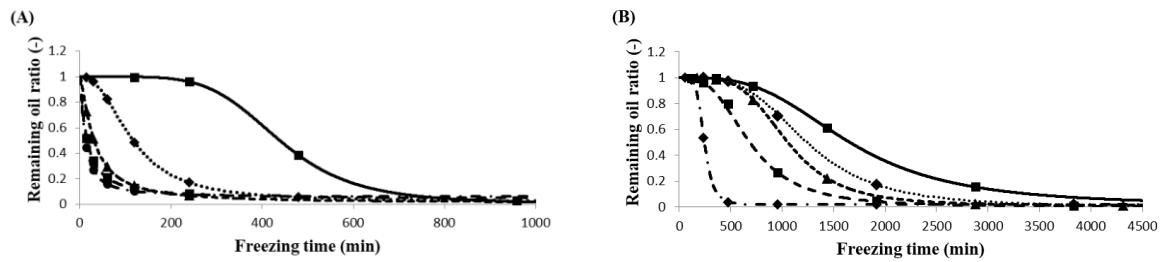 (A)
Remaining oil ratio (-)
1.2
1
0.8
0.6
0.4
0.2
0
0 200 400 600 800 1000
Freezing time (min)
(B)
Remaining oil ratio (-)
1.2
1
0.8
0.6
0.4
0.2
0
0 500 1000 1500 2000 2500 3000 3500 4000 4500
Freezing time (min)